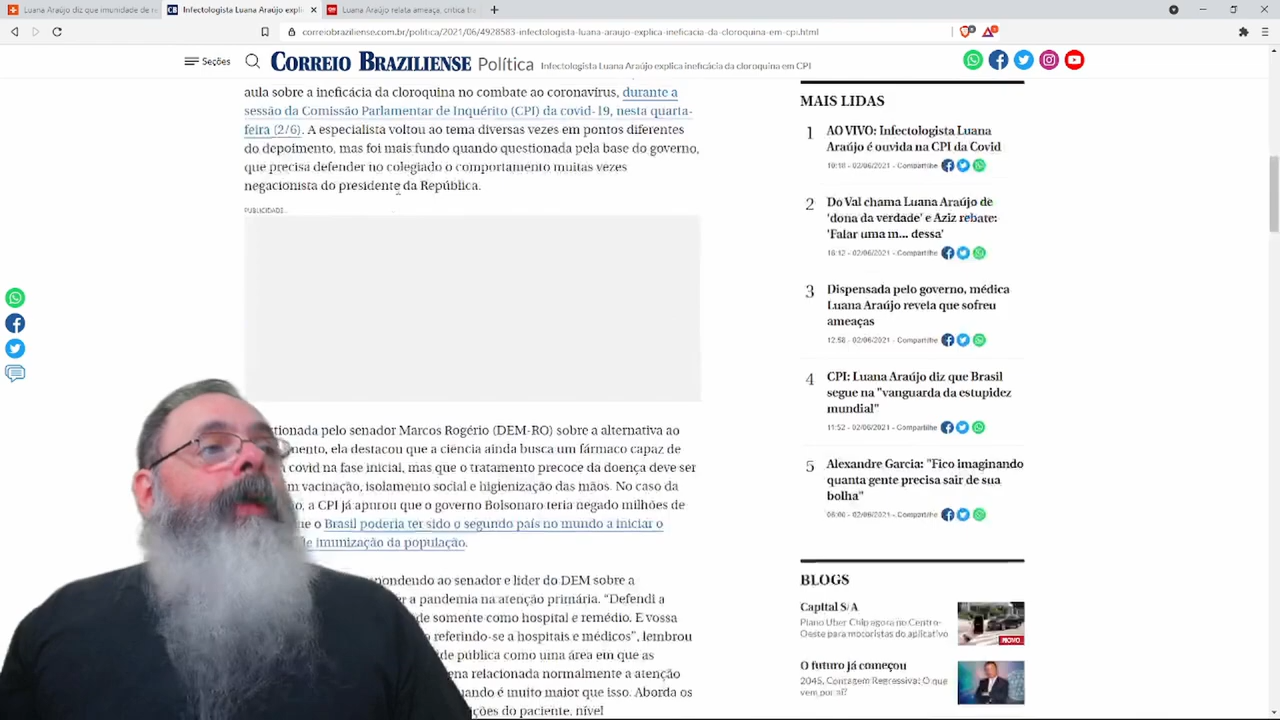 Luana Araújo diz que imunidade de r
Infectologista Luana Araújo expli
Luana Araújo relata ameaça, critica tra
correiobraziliense.com.br/politica/2021/06/4928583-infectologista-luana-araujo-explica-ineficacia-da-cloroquina-em-cpi.html
Seções
CORREIO BRAZILIENSE
Política
Infectologista Luana Araújo explica ineficácia da cloroquina em CPI
aula sobre a ineficácia da cloroquina no combate ao coronavírus, durante a
sessão da Comissão Parlamentar de Inquérito (CPI) da covid-19, nesta quarta-
feira (2/6). A especialista voltou ao tema diversas vezes em pontos diferentes
do depoimento, mas foi mais fundo quando questionada pela base do governo,
que precisa defender no colegiado o comportamento muitas vezes
negacionista do presidente da República.
PUBLICIDADE
stionada pelo senador Marcos Rogério (DEM-RO) sobre a alternativa ao
mento, ela destacou que a ciência ainda busca um fármaco capaz de
covid na fase inicial, mas que o tratamento precoce da doença deve ser
m vacinação, isolamento social e higienização das mãos. No caso da
o, a CPI já apurou que o governo Bolsonaro teria negado milhões de
e o Brasil poderia ter sido o segundo país no mundo a iniciar o
e imunização da população.
pondendo ao senador e líder do DEM sobre a
r a pandemia na atenção primária. "Defendi a
de somente como hospital e remédio. E vossa
referindo-se a hospitais e médicos", lembrou
de pública como uma área em que as
ena relacionada normalmente a atenção
uando é muito maior que isso. Aborda os
ições do paciente, nível
MAIS LIDAS
1 AO VIVO: Infectologista Luana
Araújo é ouvida na CPI da Covid
10:18 - 02/06/2021 - Compartilhe
2 Do Val chama Luana Araújo de
'dona da verdade' e Aziz rebate:
'Falar uma m... dessa'
16:12 - 02/06/2021 - Compartilhe
3 Dispensada pelo governo, médica
Luana Araújo revela que sofreu
ameaças
12:58 - 02/06/2021 - Compartilhe
4 CPI: Luana Araújo diz que Brasil
segue na "vanguarda da estupidez
mundial"
11:52 - 02/06/2021 - Compartilhe
5 Alexandre Garcia: "Fico imaginando
quanta gente precisa sair de sua
bolha"
06:00 - 02/06/2021 - Compartilhe
BLOGS
Capital S/A
Plano Uber Chip agora no Centro-
Oeste para motoristas do aplicativo
NOVO
O futuro já começou
2045, Contagem Regressiva: O que
vem por aí?